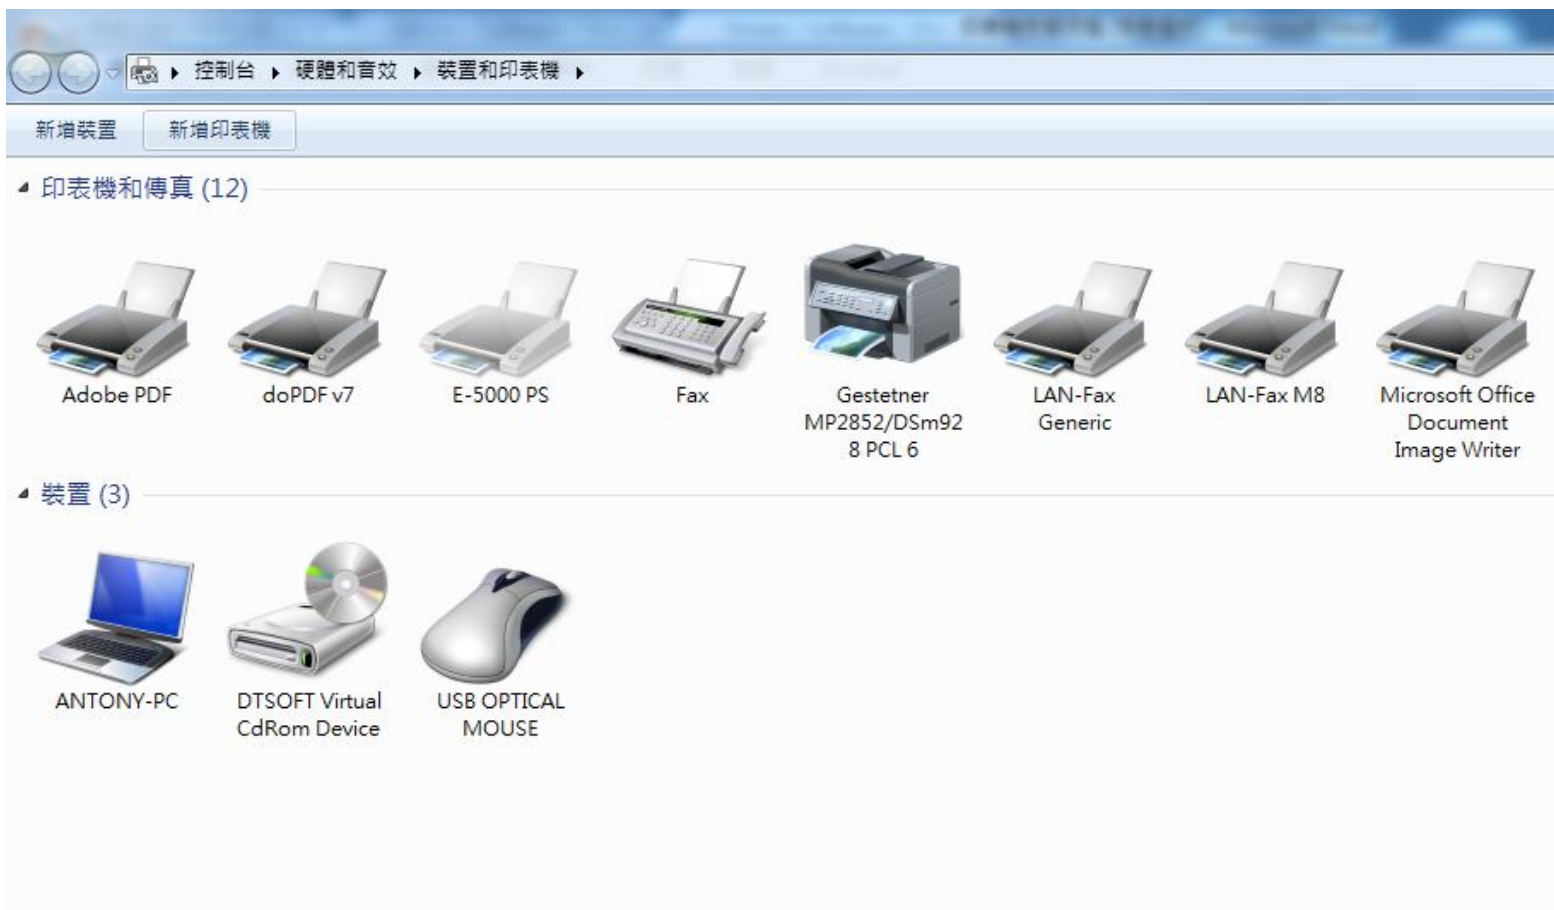 控制台 ▸ 硬體和音效 ▸ 裝置和印表機 ▸
新增裝置 新增印表機
印表機和傳真 (12)
Adobe PDF
doPDF v7
E-5000 PS
Fax
Gestetner
MP2852/DSm92
8 PCL 6
LAN-Fax
Generic
LAN-Fax M8
Microsoft Office
Document
Image Writer
裝置 (3)
ANTONY-PC
DTSOFT Virtual
CdRom Device
USB OPTICAL
MOUSE